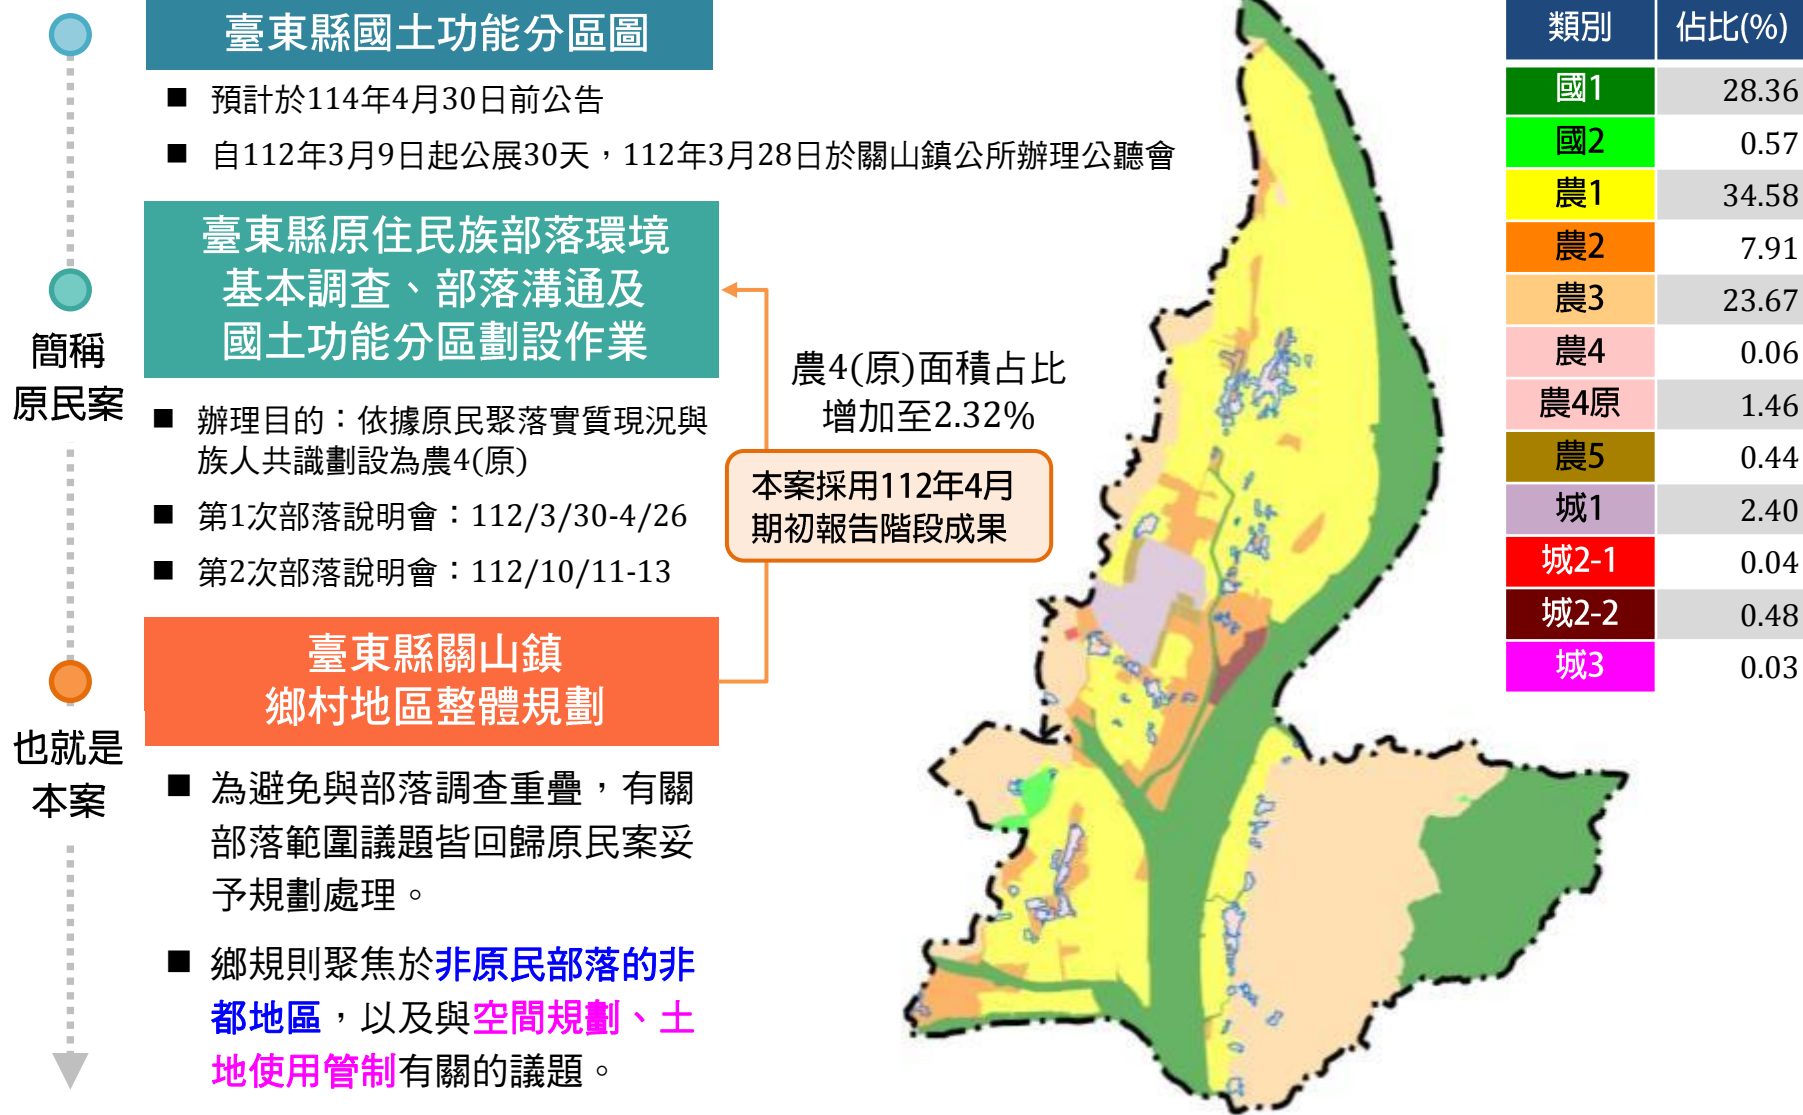 臺東縣國土功能分區圖
■ 預計於114年4月30日前公告
■ 自112年3月9日起公展30天，112年3月28日於關山鎮公所辦理公聽會
臺東縣原住民族部落環境
基本調查、部落溝通及
國土功能分區劃設作業
簡稱
原民案
■ 辦理目的：依據原民聚落實質現況與
族人共識劃設為農4(原)
■ 第1次部落說明會：112/3/30-4/26
■ 第2次部落說明會：112/10/11-13
農4(原)面積占比
增加至2.32%
本案採用112年4月
期初報告階段成果
臺東縣關山鎮
鄉村地區整體規劃
也就是
本案
■ 為避免與部落調查重疊，有關
部落範圍議題皆回歸原民案妥
予規劃處理。
■ 鄉規則聚焦於非原民部落的非
都地區，以及與空間規劃、土
地使用管制有關的議題。
類別 佔比(%)
國1 28.36
國2 0.57
農1 34.58
農2 7.91
農3 23.67
農4 0.06
農4原 1.46
農5 0.44
城1 2.40
城2-1 0.04
城2-2 0.48
城3 0.03